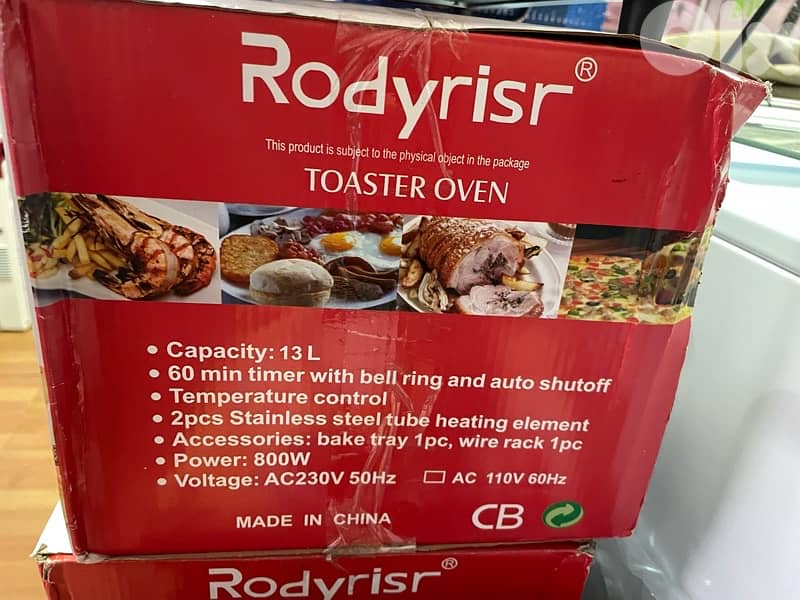 Rodyrisr®
This product is subject to the physical object in the package
TOASTER OVEN
• Capacity: 13 L
• 60 min timer with bell ring and auto shutoff
• Temperature control
• 2pcs Stainless steel tube heating element
• Accessories: bake tray 1pc, wire rack 1pc
• Power: 800W
• Voltage: AC230V 50Hz □ AC 110V 60Hz
MADE IN CHINA CB
Rodyrisr®